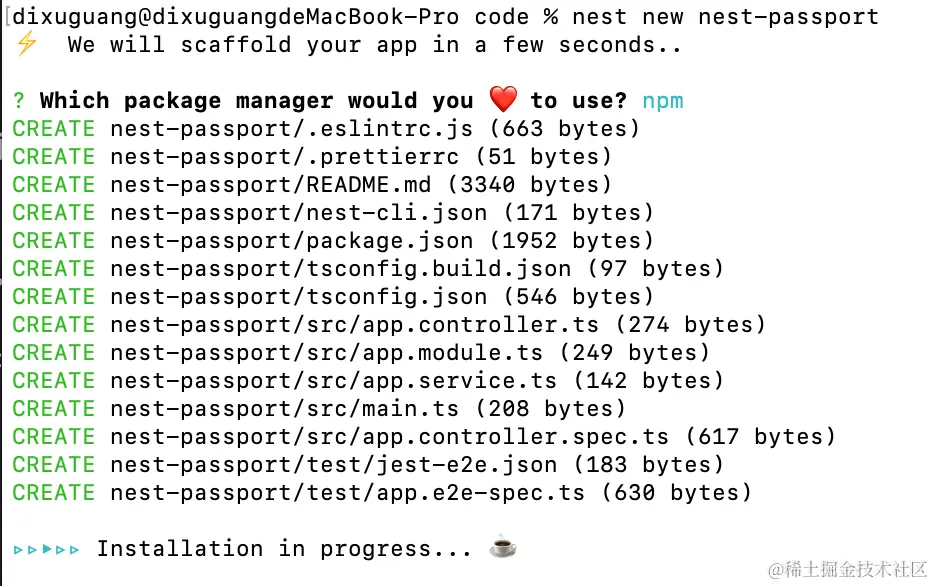 [dixuguang@dixuguangdeMacBook-Pro code % nest new nest-passport
⚡ We will scaffold your app in a few seconds..
? Which package manager would you ❤️ to use? npm
CREATE nest-passport/.eslintrc.js (663 bytes)
CREATE nest-passport/.prettierrc (51 bytes)
CREATE nest-passport/README.md (3340 bytes)
CREATE nest-passport/nest-cli.json (171 bytes)
CREATE nest-passport/package.json (1952 bytes)
CREATE nest-passport/tsconfig.build.json (97 bytes)
CREATE nest-passport/tsconfig.json (546 bytes)
CREATE nest-passport/src/app.controller.ts (274 bytes)
CREATE nest-passport/src/app.module.ts (249 bytes)
CREATE nest-passport/src/app.service.ts (142 bytes)
CREATE nest-passport/src/main.ts (208 bytes)
CREATE nest-passport/src/app.controller.spec.ts (617 bytes)
CREATE nest-passport/test/jest-e2e.json (183 bytes)
CREATE nest-passport/test/app.e2e-spec.ts (630 bytes)
▹▹▸▹▹ Installation in progress... ☕
@稀土掘金技术社区